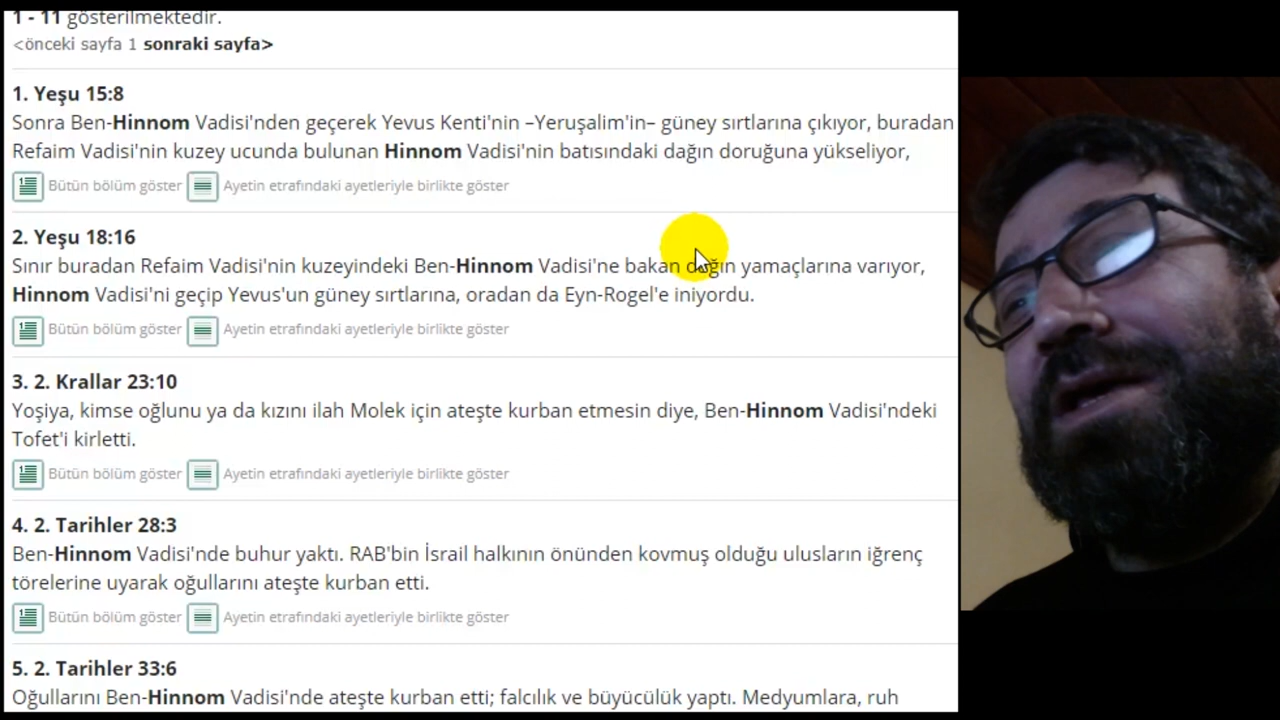 1 - 11 gösterilmektedir.
<önceki sayfa 1 sonraki sayfa>
1. Yeşu 15:8
Sonra Ben-Hinnom Vadisi'nden geçerek Yevus Kenti'nin –Yeruşalim'in– güney sırtlarına çıkıyor, buradan
Refaim Vadisi'nin kuzey ucunda bulunan Hinnom Vadisi'nin batısındaki dağın doruğuna yükseliyor,
Bütün bölüm göster Ayetin etrafındaki ayetleriyle birlikte göster
2. Yeşu 18:16
Sınır buradan Refaim Vadisi'nin kuzeyindeki Ben-Hinnom Vadisi'ne bakan dağın yamaçlarına varıyor,
Hinnom Vadisi'ni geçip Yevus'un güney sırtlarına, oradan da Eyn-Rogel'e iniyordu.
Bütün bölüm göster Ayetin etrafındaki ayetleriyle birlikte göster
3. 2. Krallar 23:10
Yoşiya, kimse oğlunu ya da kızını ilah Molek için ateşte kurban etmesin diye, Ben-Hinnom Vadisi'ndeki
Tofet'i kirletti.
Bütün bölüm göster Ayetin etrafındaki ayetleriyle birlikte göster
4. 2. Tarihler 28:3
Ben-Hinnom Vadisi'nde buhur yaktı. RAB'bin İsrail halkının önünden kovmuş olduğu ulusların iğrenç
törelerine uyarak oğullarını ateşte kurban etti.
Bütün bölüm göster Ayetin etrafındaki ayetleriyle birlikte göster
5. 2. Tarihler 33:6
Oğullarını Ben-Hinnom Vadisi'nde ateşte kurban etti; falcılık ve büyücülük yaptı. Medyumlara, ruh